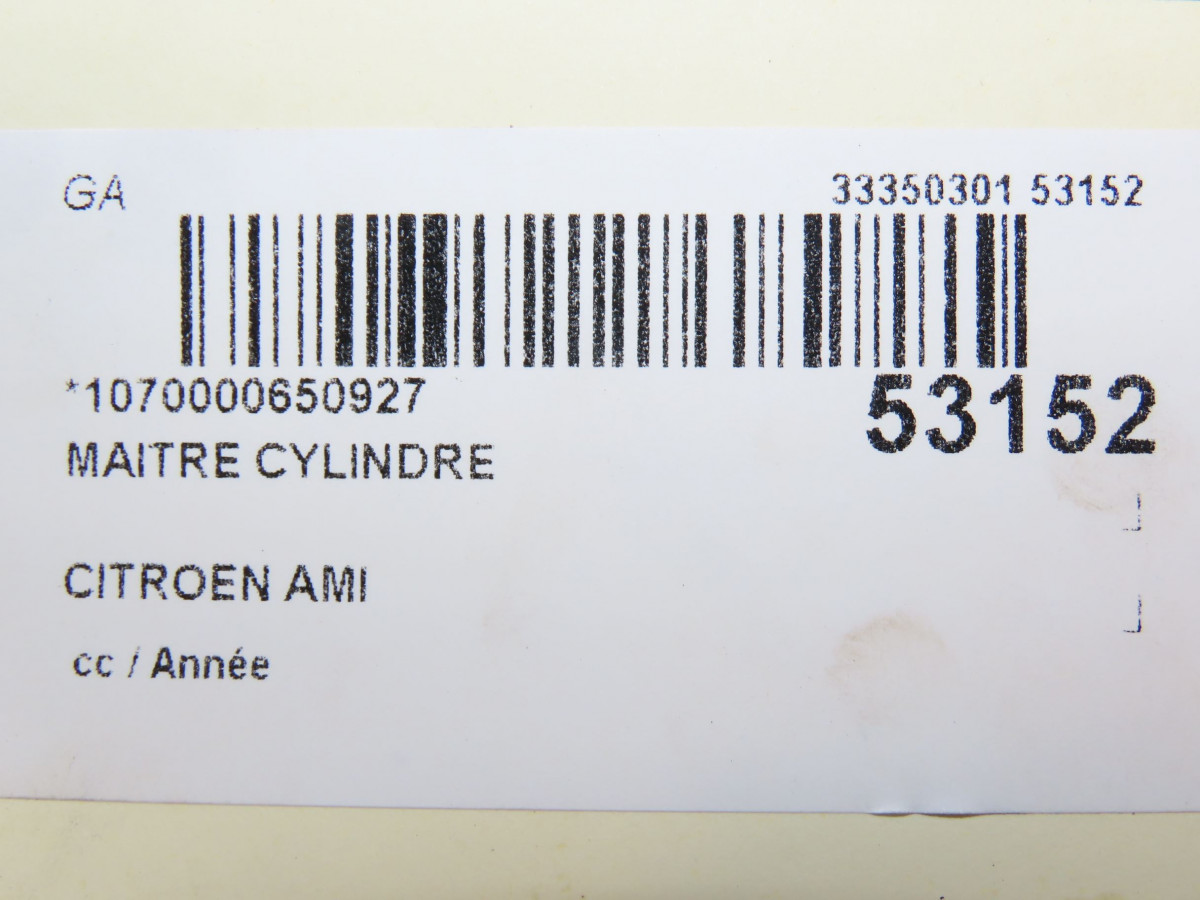 GA
33350301 53152
*1070000650927
53152
MAITRE CYLINDRE
CITROEN AMI
cc / Année